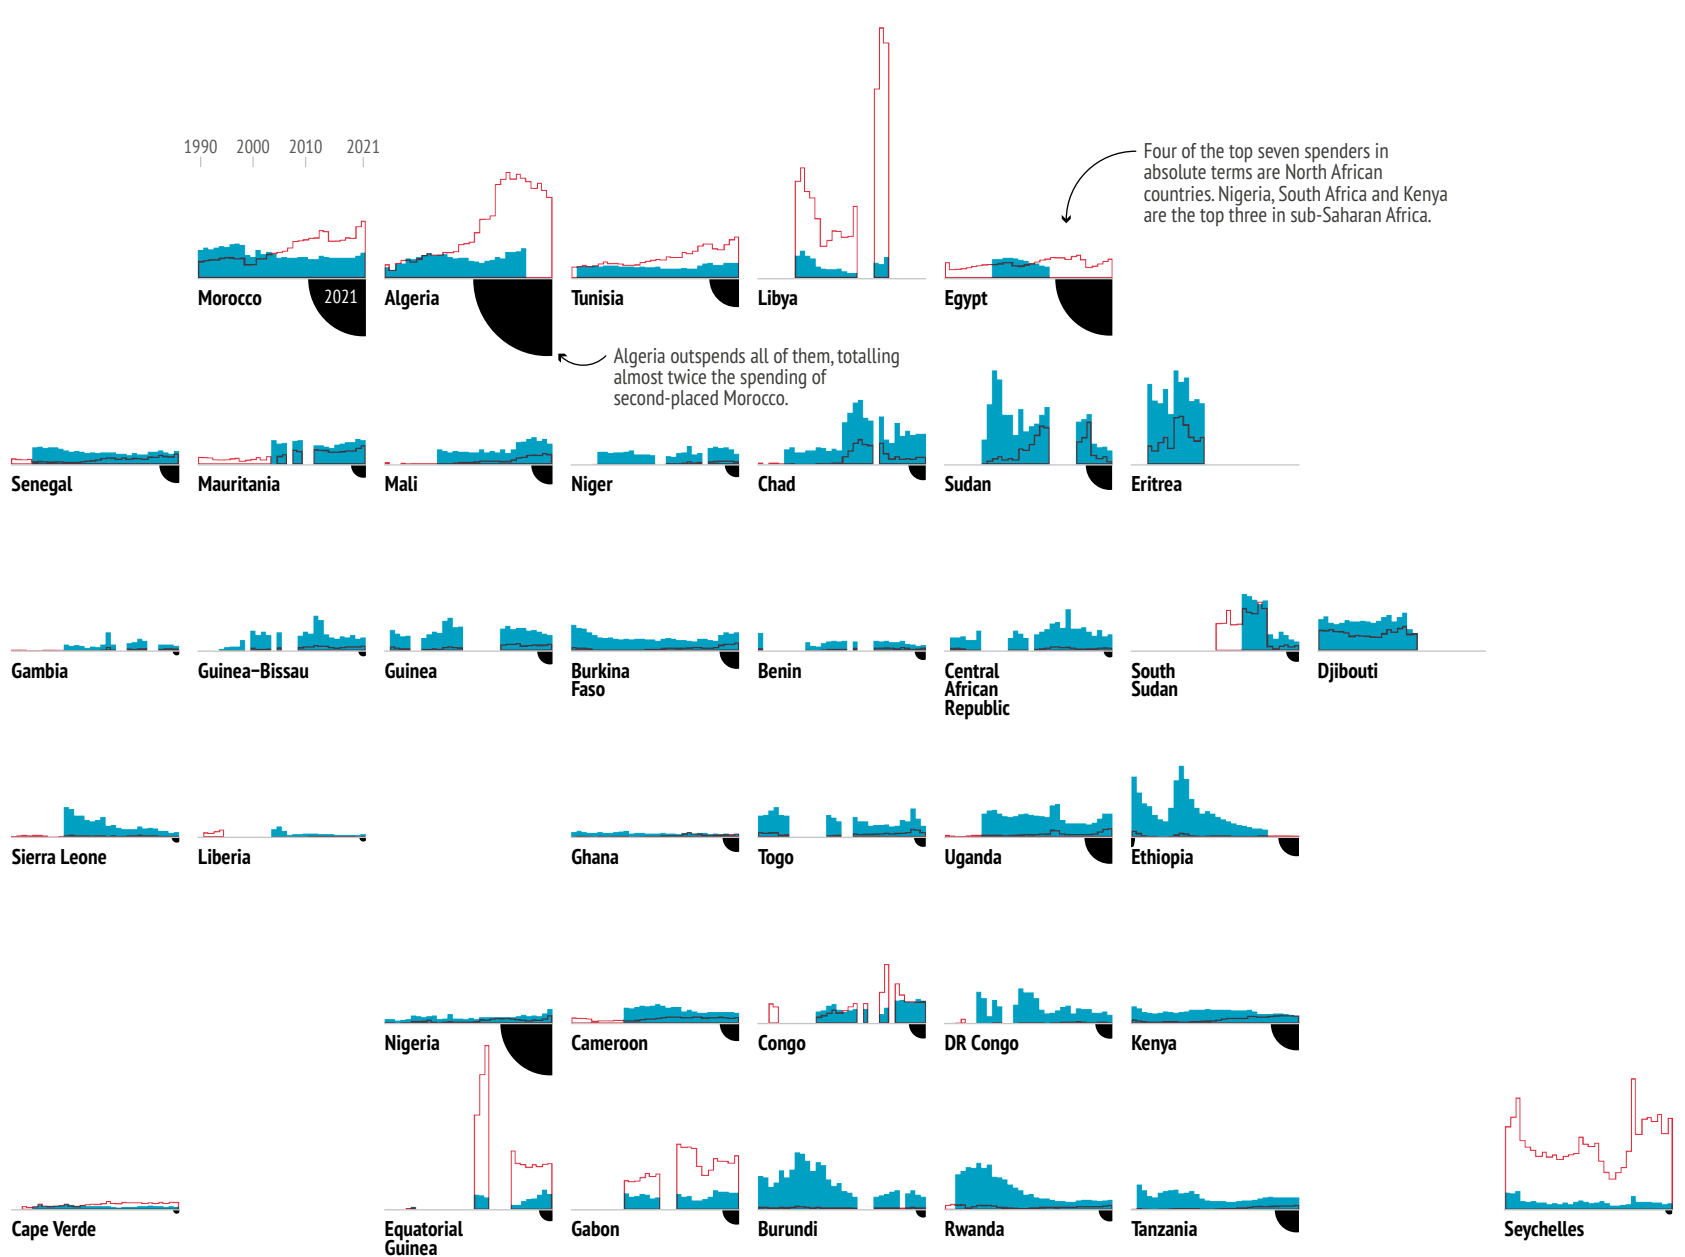 1990 2000 2010 2021
Four of the top seven spenders in
absolute terms are North African
countries. Nigeria, South Africa and Kenya
are the top three in sub-Saharan Africa.
Morocco 2021 Algeria Tunisia Libya Egypt
Algeria outspends all of them, totalling
almost twice the spending of
second-placed Morocco.
Senegal Mauritania Mali Niger Chad Sudan Eritrea
Gambia Guinea–Bissau Guinea Burkina Benin Central South Djibouti
Faso African Sudan
Republic
Sierra Leone Liberia Ghana Togo Uganda Ethiopia
Nigeria Cameroon Congo DR Congo Kenya
Cape Verde Equatorial Gabon Burundi Rwanda Tanzania Seychelles
Guinea